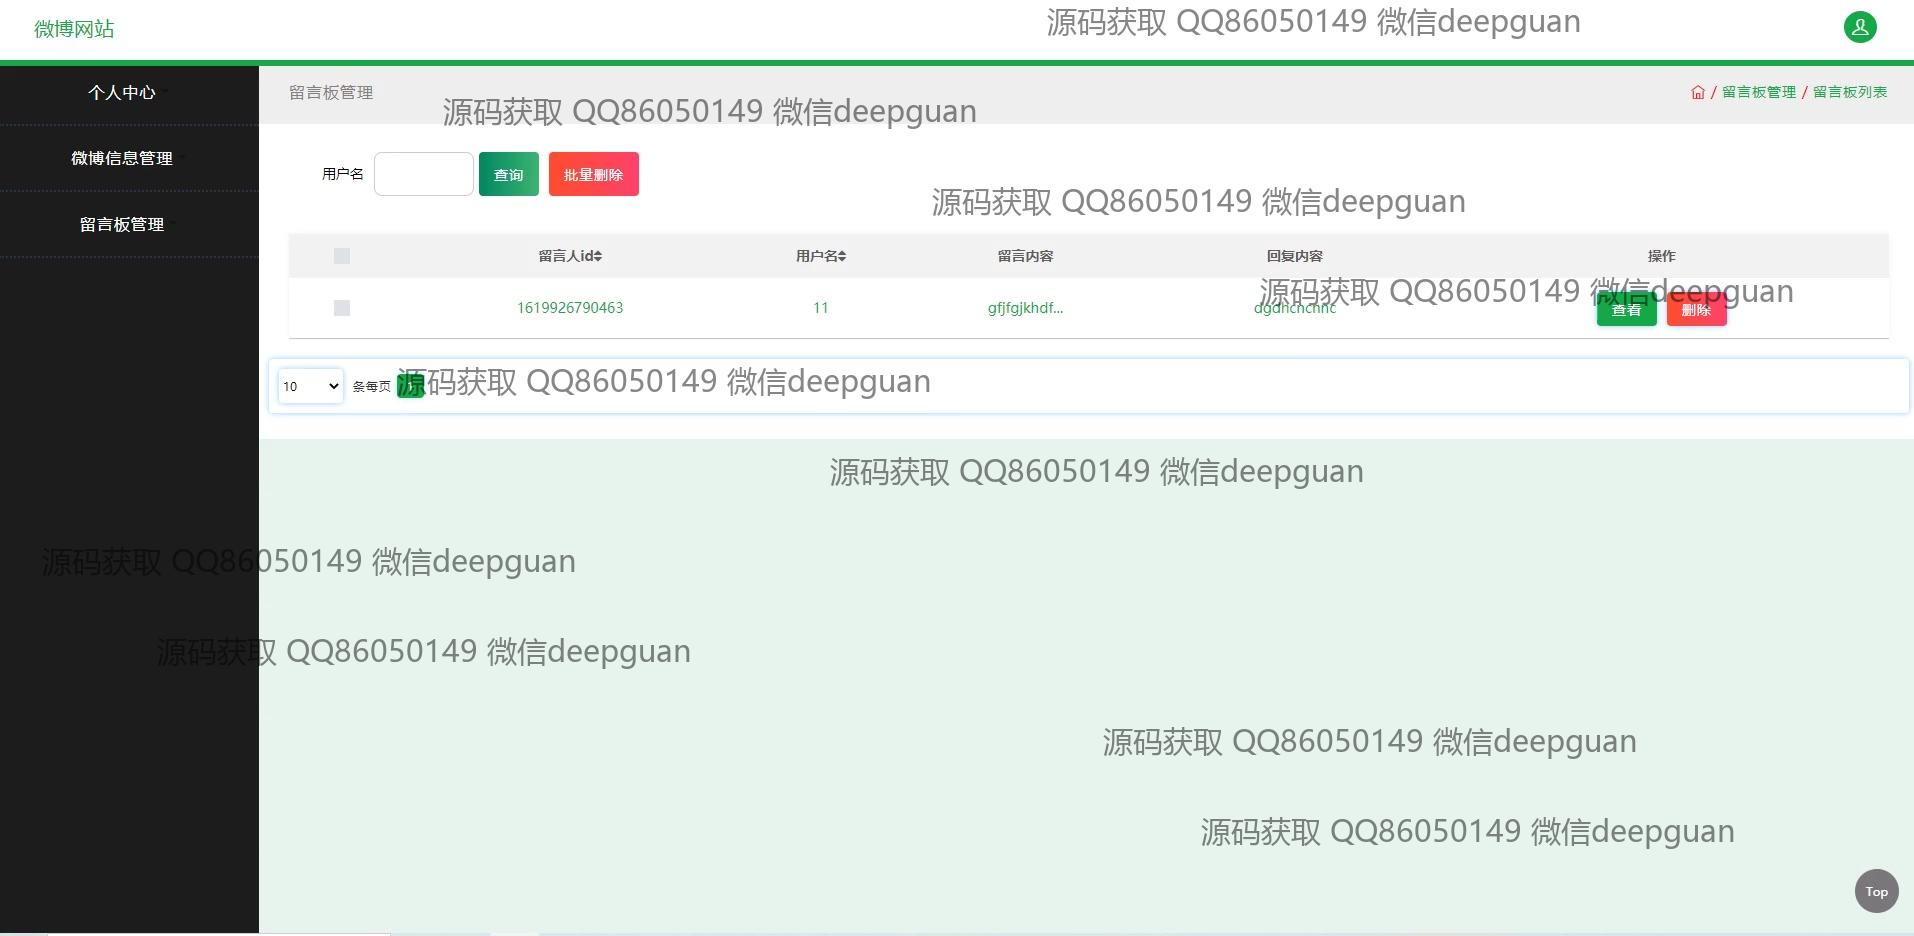 微博网站
源码获取 QQ86050149 微信deepguan
个人中心
留言板管理
/ 留言板管理 / 留言板列表
源码获取 QQ86050149 微信deepguan
微博信息管理
用户名 查询 批量删除
源码获取 QQ86050149 微信deepguan
留言板管理
留言人id 用户名 留言内容 回复内容 操作
源码获取 QQ86050149 微信deepguan
1619926790463 11 gfjfgjkhdf... dgdhcncnnc 查看 删除
10 条每页 1
源码获取 QQ86050149 微信deepguan
源码获取 QQ86050149 微信deepguan
源码获取 QQ86050149 微信deepguan
源码获取 QQ86050149 微信deepguan
源码获取 QQ86050149 微信deepguan
源码获取 QQ86050149 微信deepguan
Top